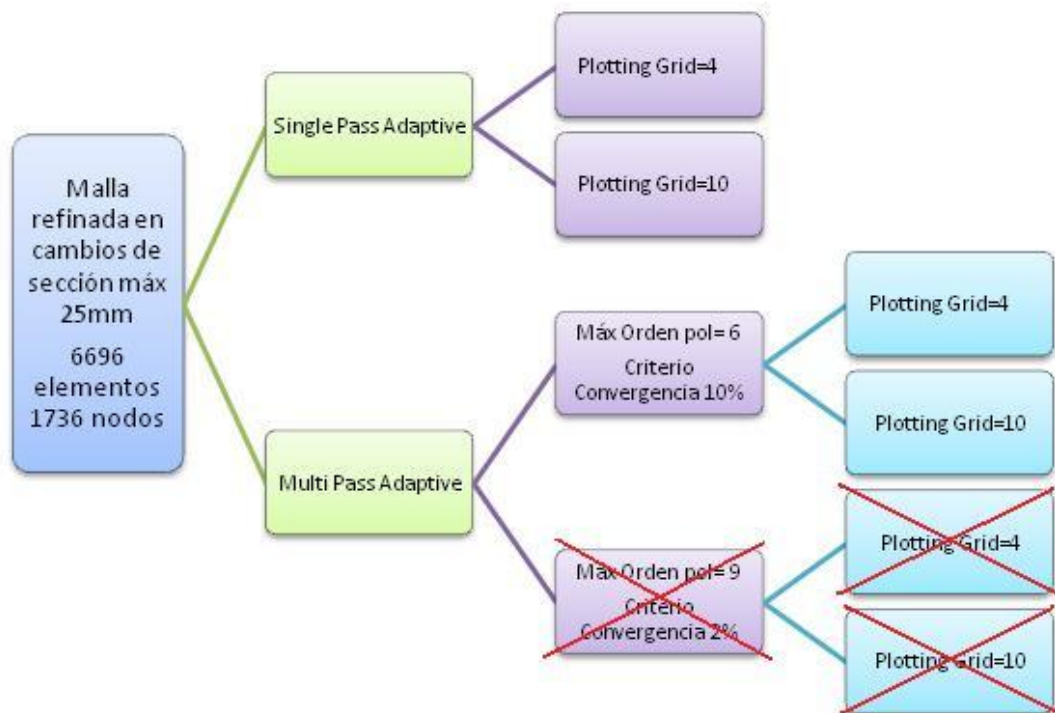 Malla
refinada en
cambios de
sección máx
25mm
6696
elementos
1736 nodos
Single Pass Adaptive
Plotting Grid=4
Plotting Grid=10
Multi Pass Adaptive
Máx Orden pol= 6
Criterio
Convergencia 10%
Plotting Grid=4
Plotting Grid=10
Máx Orden pol= 9
Criterio
Convergencia 2%
Plotting Grid=4
Plotting Grid=10